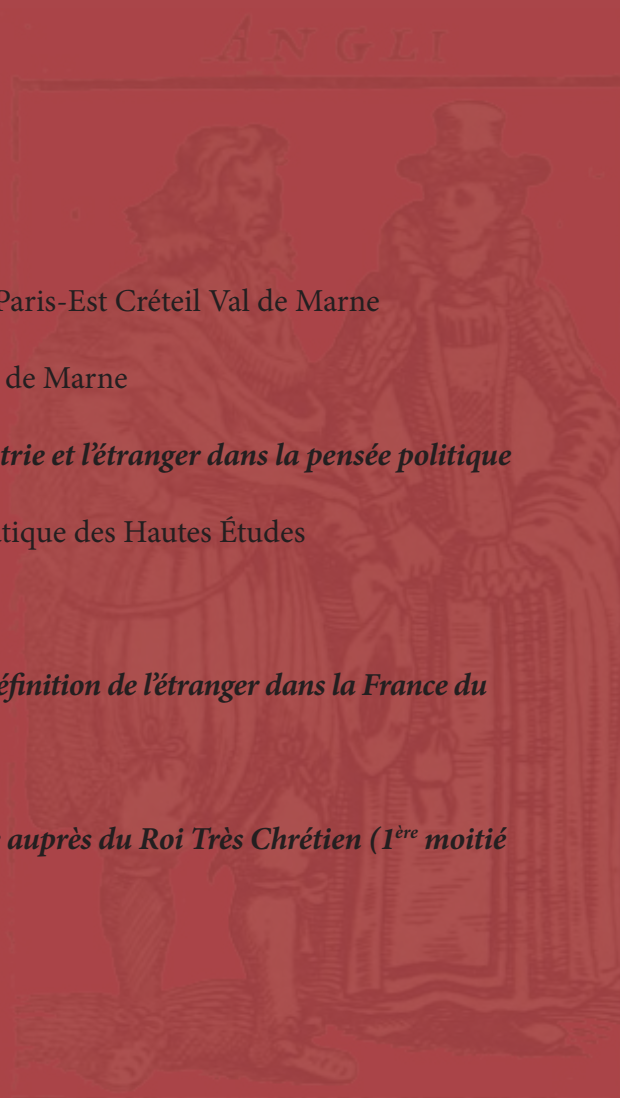 ANGLI
Paris-Est Créteil Val de Marne
de Marne
trie et l’étranger dans la pensée politique
tique des Hautes Études
éfinition de l’étranger dans la France du
auprès du Roi Très Chrétien (1ère moitié